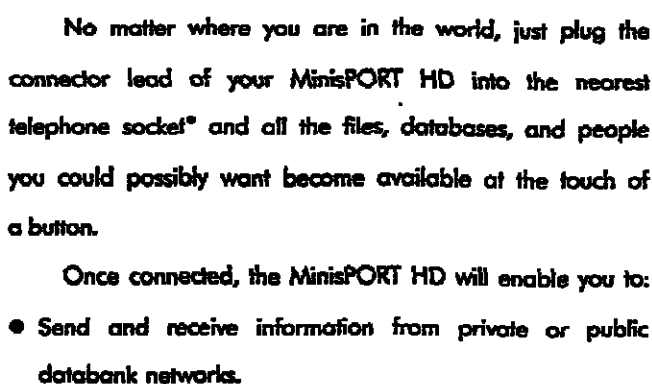 No matter where you are in the world, just plug the
connector lead of your MinisPORT HD into the nearest
telephone socket* and all the files, databases, and people
you could possibly want become available at the touch of
a button.
Once connected, the MinisPORT HD will enable you to:
● Send and receive information from private or public
databank networks.